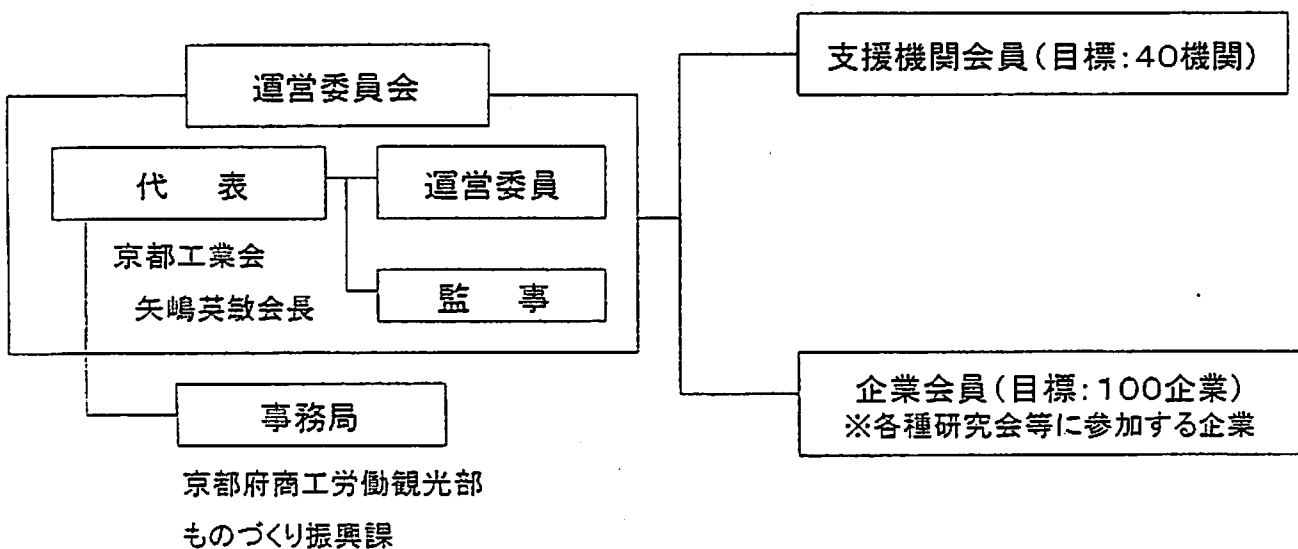 運営委員会
代 表
運営委員
京都工業会
矢嶋英敏会長
監 事
事務局
京都府商工労働観光部
ものづくり振興課
支援機関会員(目標:40機関)
企業会員(目標:100企業)
※各種研究会等に参加する企業